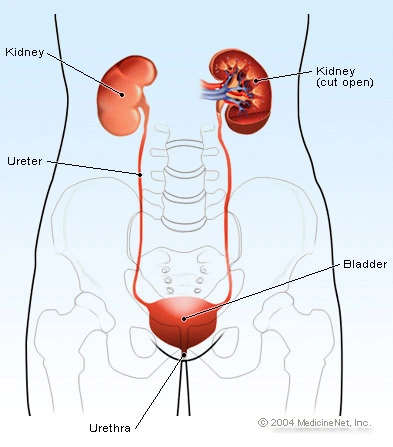 Kidney
Kidney
(cut open)
Ureter
Bladder
Urethra
© 2004 MedicineNet, Inc.